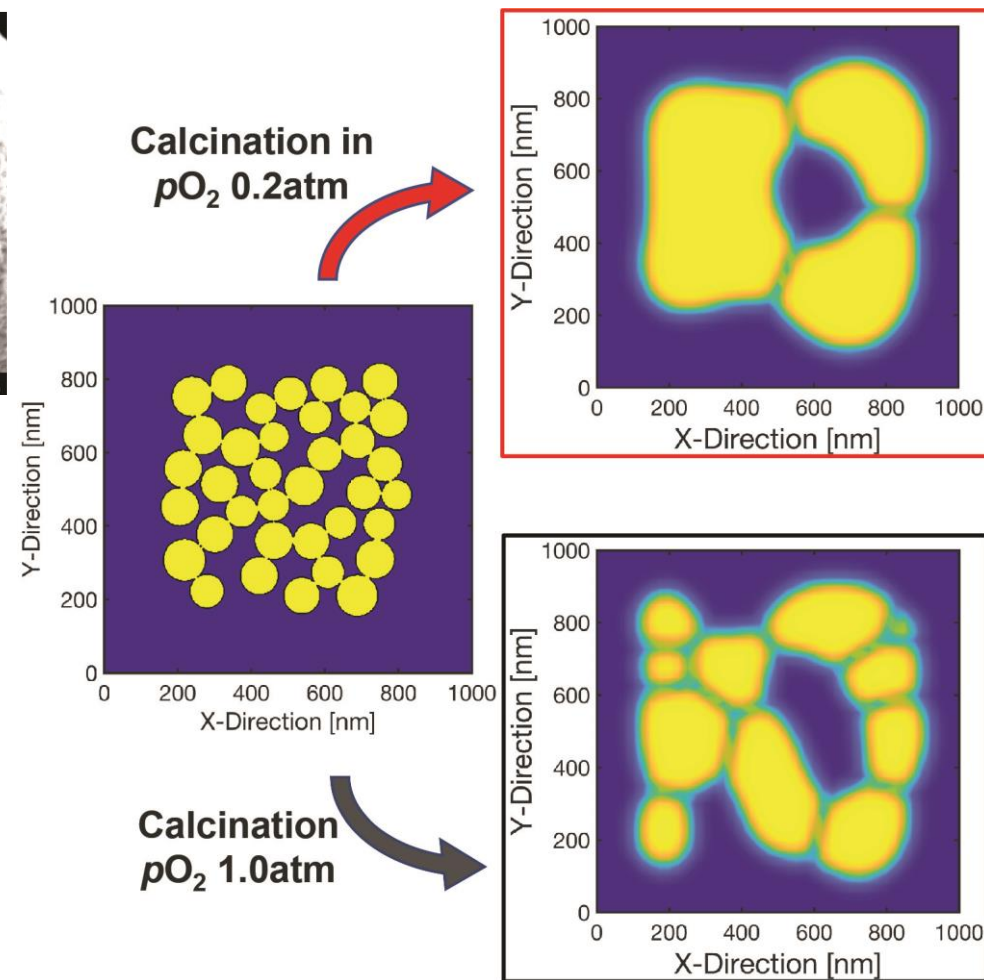 Calcination in
pO₂ 0.2atm
1000
800
600
400
200
0
Y-Direction [nm]
0 200 400 600 800 1000
X-Direction [nm]
1000
800
600
400
200
0
Y-Direction [nm]
0 200 400 600 800 1000
X-Direction [nm]
Calcination
pO₂ 1.0atm
1000
800
600
400
200
0
Y-Direction [nm]
0 200 400 600 800 1000
X-Direction [nm]